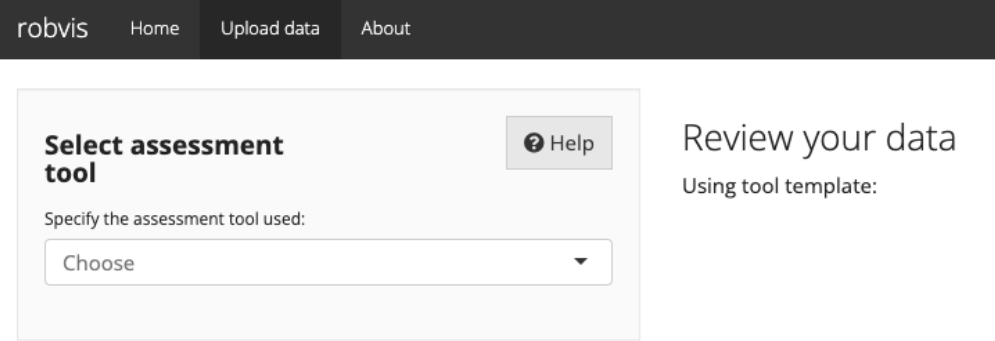 robvis Home Upload data About
Select assessment
tool
Help
Specify the assessment tool used:
Choose
Review your data
Using tool template: